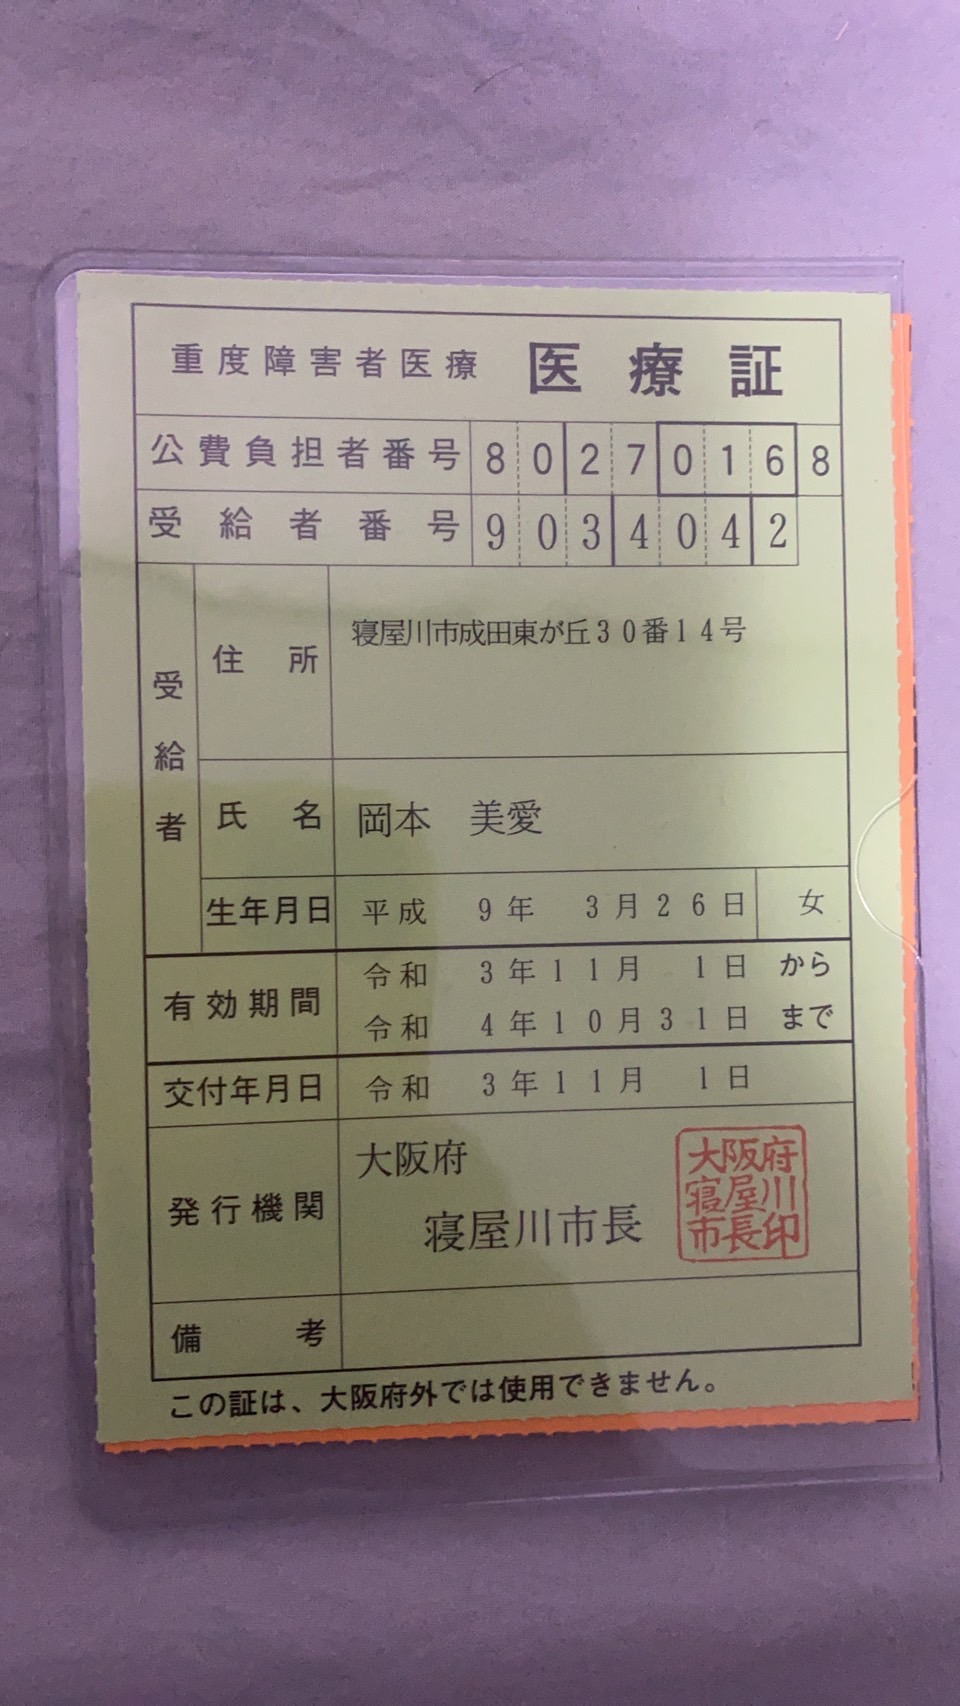 重度障害者医療 医療証
公費負担者番号 80270168
受給者番号 9034042
受給者
住所 寝屋川市成田東が丘30番14号
氏名 岡本 美愛
生年月日 平成 9年 3月26日 女
有効期間 令和 3年11月 1日 から
令和 4年10月31日 まで
交付年月日 令和 3年11月 1日
発行機関 大阪府
寝屋川市長
大阪府
寝屋川
市長印
備考
この証は、大阪府外では使用できません。